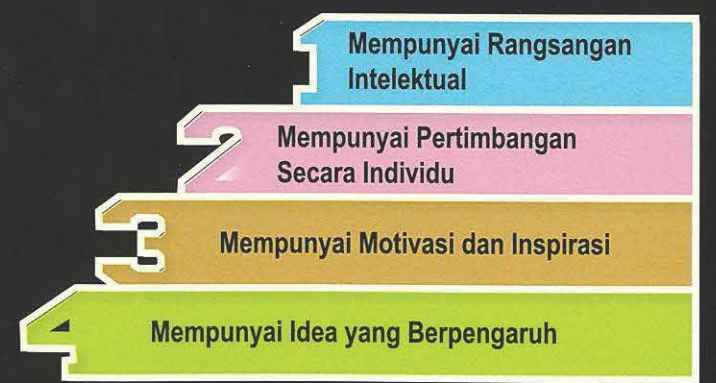 1 Mempunyai Rangsangan
Intelektual
2 Mempunyai Pertimbangan
Secara Individu
3 Mempunyai Motivasi dan Inspirasi
4 Mempunyai Idea yang Berpengaruh